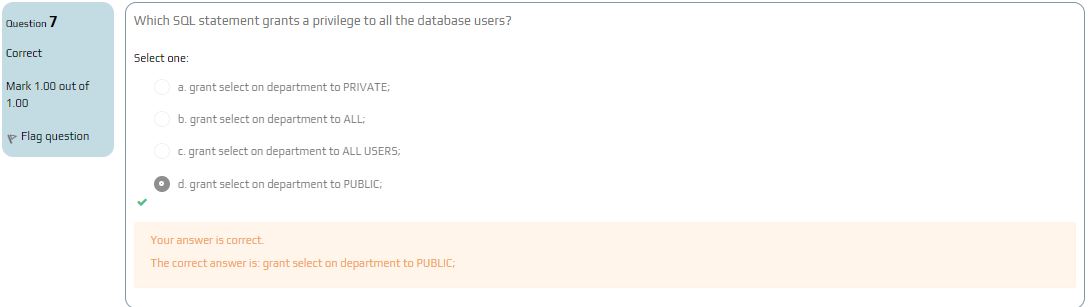 Question 7
Correct
Mark 1.00 out of
1.00
Flag question
Which SQL statement grants a privilege to all the database users?
Select one:
a. grant select on department to PRIVATE;
b. grant select on department to ALL;
c. grant select on department to ALL USERS;
d. grant select on department to PUBLIC;
Your answer is correct.
The correct answer is: grant select on department to PUBLIC;